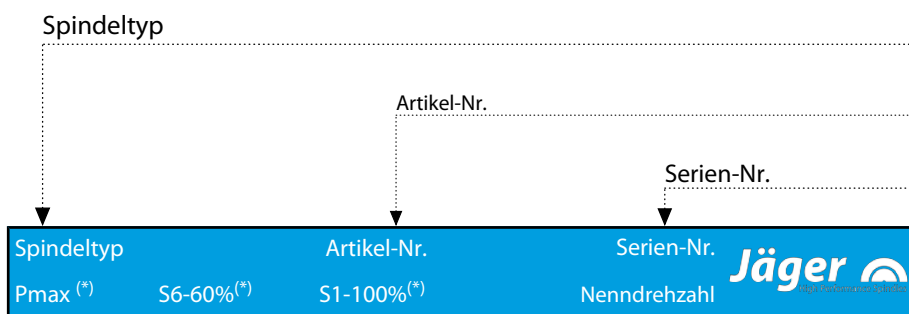 Spindeltyp
Artikel-Nr.
Serien-Nr.
Spindeltyp Artikel-Nr. Serien-Nr.
Jäger
Pmax (*) S6-60%(*) S1-100%(*) Nenndrehzahl